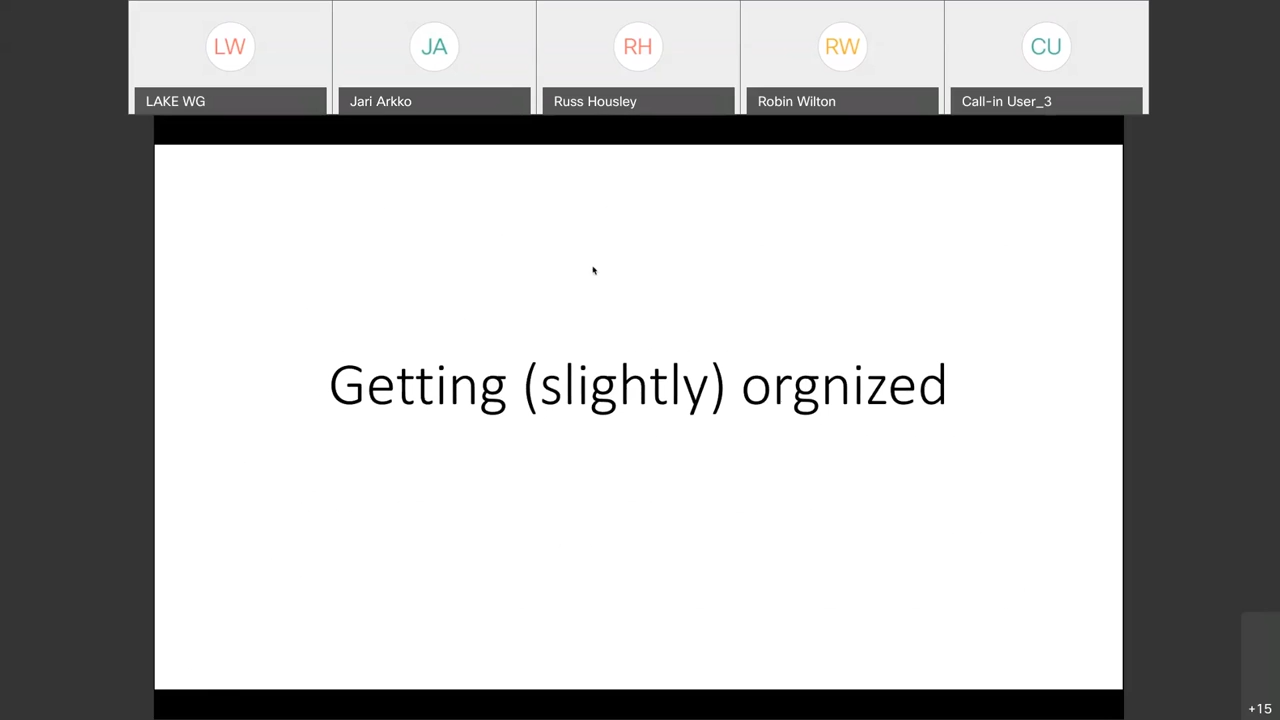 LW
JA
RH
RW
CU
LAKE WG
Jari Arkko
Russ Housley
Robin Wilton
Call-in User_3
Getting (slightly) orgnized
+15